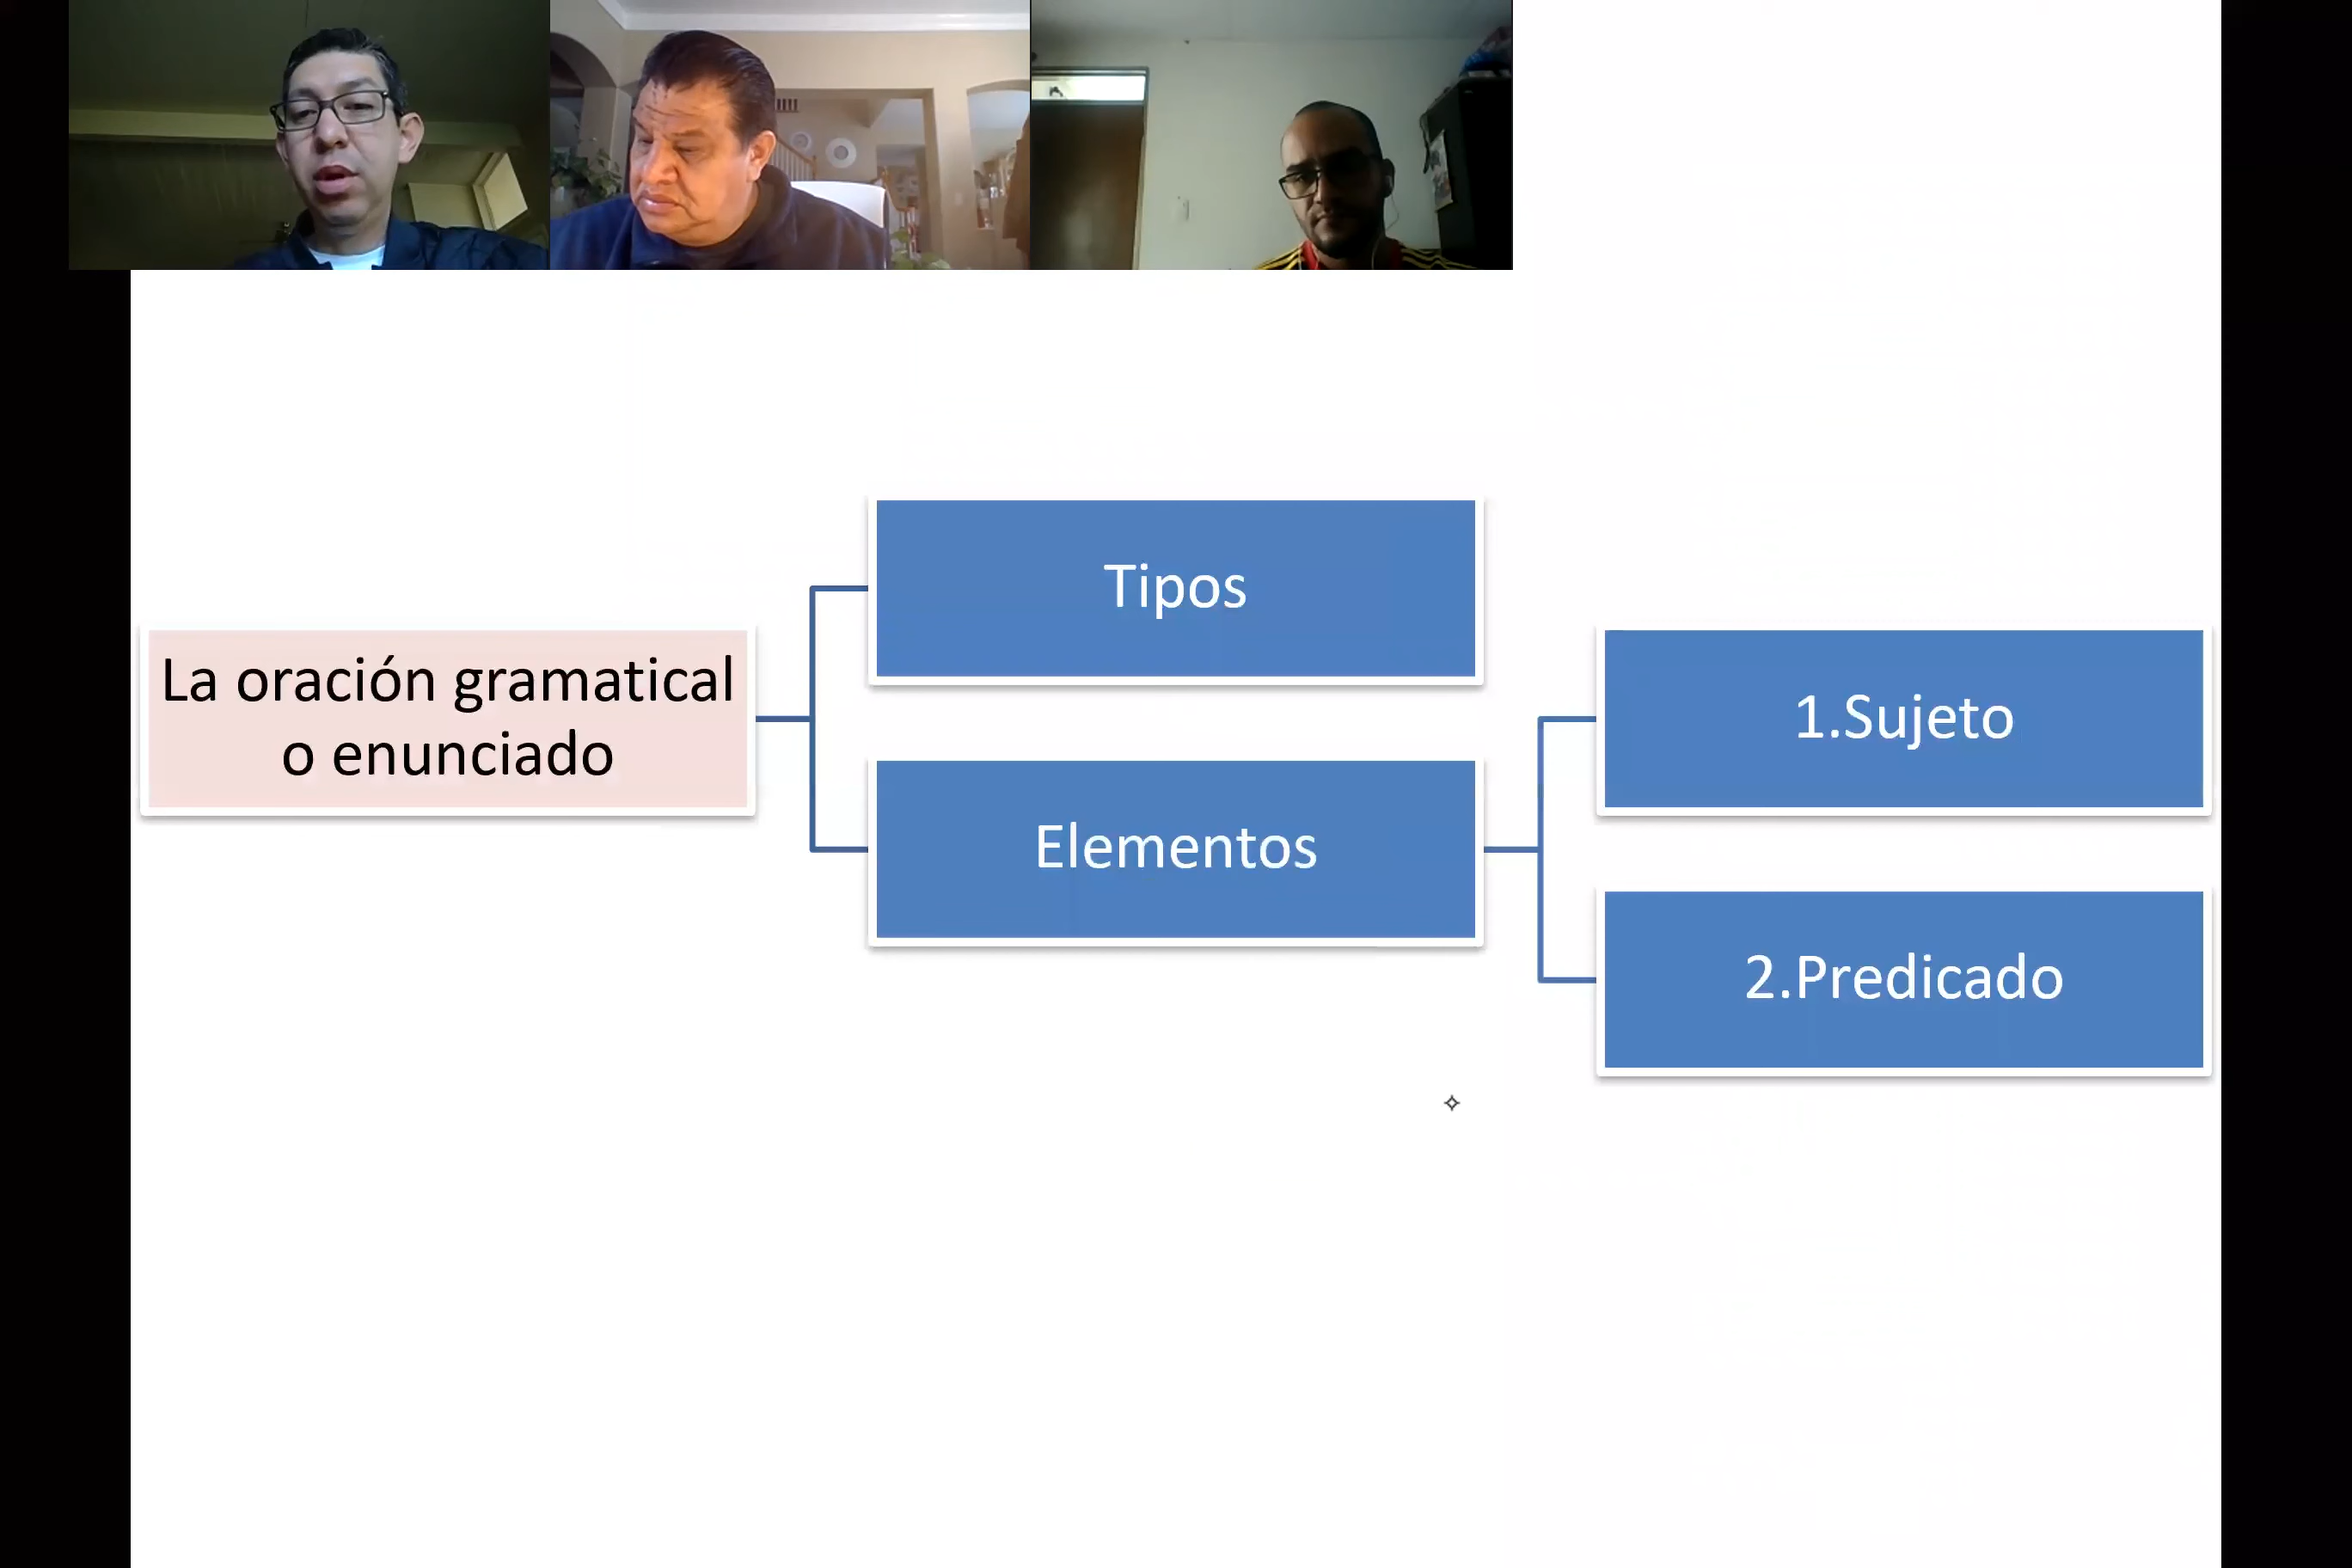 La oración gramatical
o enunciado
Tipos
Elementos
1.Sujeto
2.Predicado